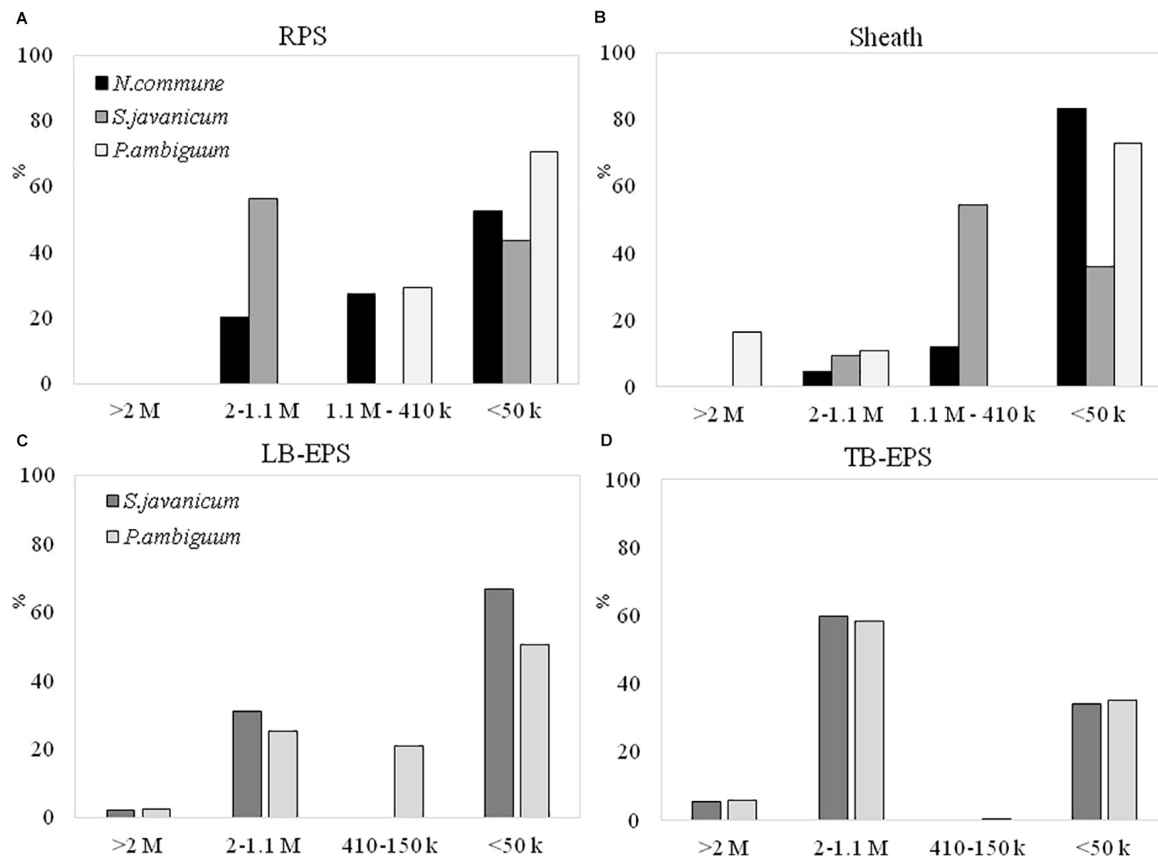 A
RPS
100
80
60
40
20
0
%
N.commune
S.javanicum
P.ambiguum
>2 M
2-1.1 M
1.1 M - 410 k
<50 k
B
Sheath
100
80
60
40
20
0
%
>2 M
2-1.1 M
1.1 M - 410 k
<50 k
C
LB-EPS
100
80
60
40
20
0
%
S.javanicum
P.ambiguum
>2 M
2-1.1 M
410-150 k
<50 k
D
TB-EPS
100
80
60
40
20
0
%
>2 M
2-1.1 M
410-150 k
<50 k